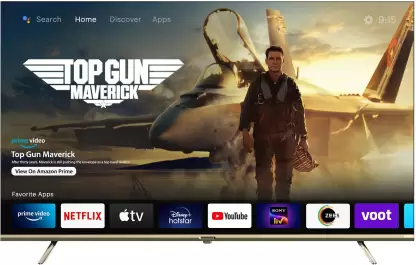 Search Home Discover Apps 9:15
TOP GUN
MAVERICK
prime video
Top Gun Maverick
View On Amazon Prime
Favorite Apps
prime video NETFLIX tv Disney+ hotstar YouTube SONY liv ZEE5 voot